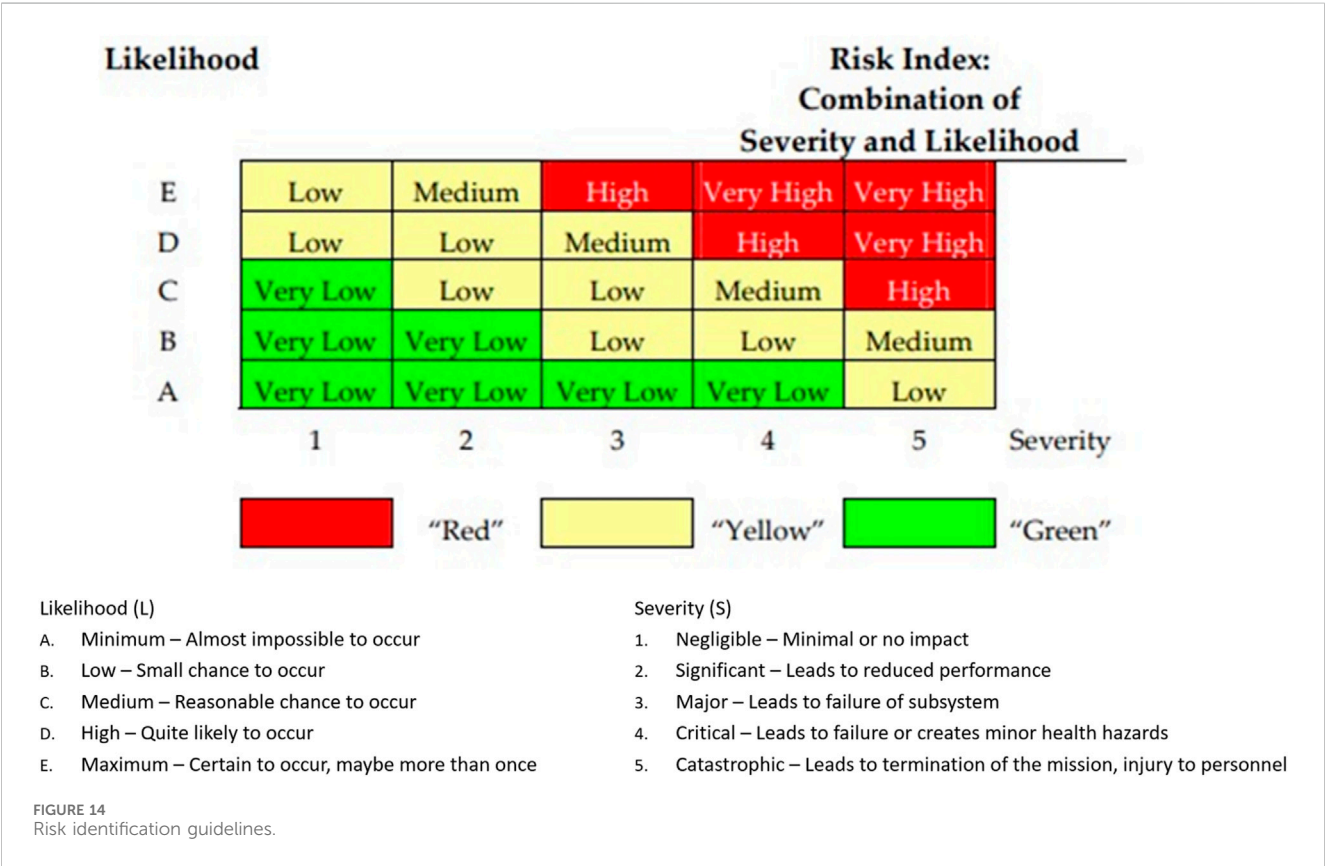 Likelihood
Risk Index:
Combination of
Severity and Likelihood
E Low Medium High Very High Very High
D Low Low Medium High Very High
C Very Low Low Low Medium High
B Very Low Very Low Low Low Medium
A Very Low Very Low Very Low Very Low Low
1 2 3 4 5 Severity
“Red” “Yellow” “Green”
Likelihood (L)
A. Minimum – Almost impossible to occur
B. Low – Small chance to occur
C. Medium – Reasonable chance to occur
D. High – Quite likely to occur
E. Maximum – Certain to occur, maybe more than once
Severity (S)
1. Negligible – Minimal or no impact
2. Significant – Leads to reduced performance
3. Major – Leads to failure of subsystem
4. Critical – Leads to failure or creates minor health hazards
5. Catastrophic – Leads to termination of the mission, injury to personnel
FIGURE 14
Risk identification guidelines.